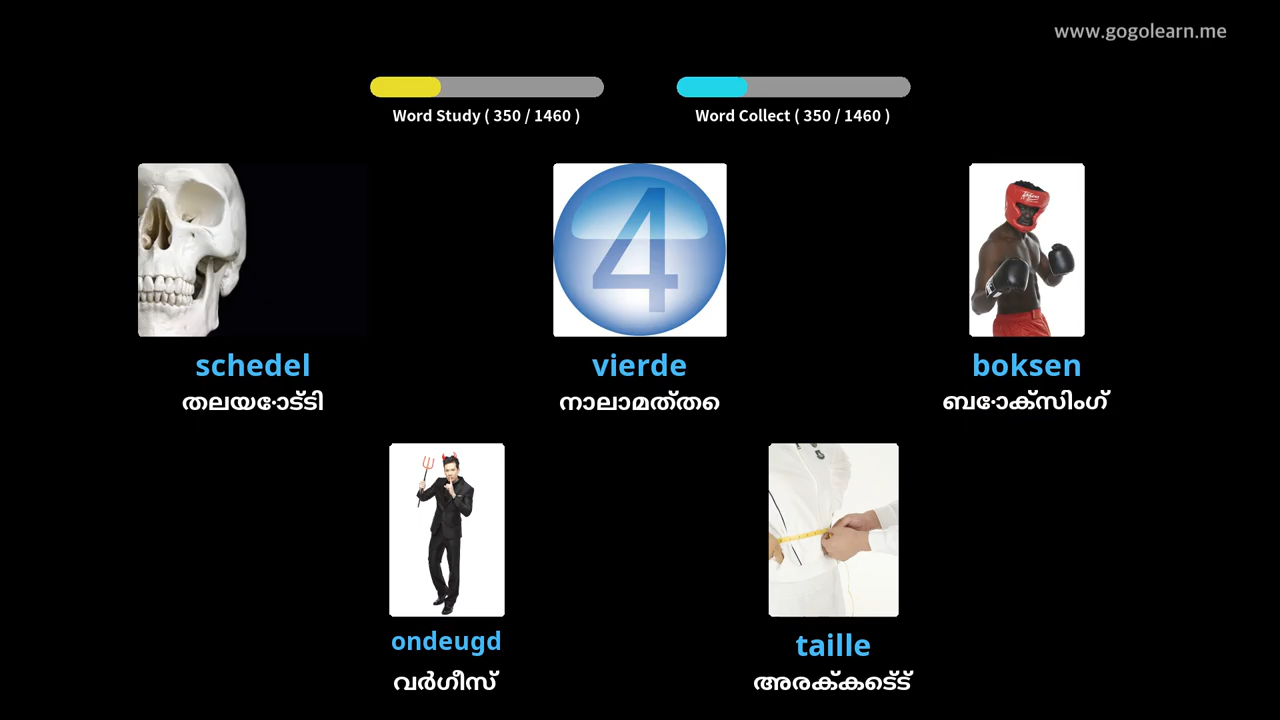 www.gogolearn.me
Word Study ( 350 / 1460 )
Word Collect ( 350 / 1460 )
4
schedel
vierde
boksen
തലയോട്ടി
നാലാമത്തെ
ബോക്സിംഗ്
ondeugd
taille
വർഗീസ്
അരക്കെട്ട്